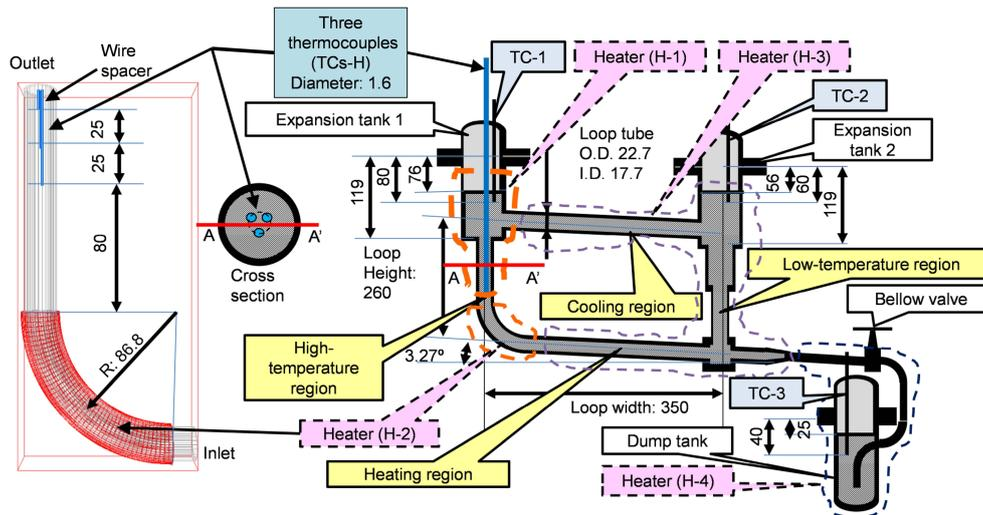 Outlet
Wire
spacer
25
25
80
R: 86.8
Inlet
Three
thermocouples
(TCs-H)
Diameter: 1.6
A
A'
Cross
section
TC-1
Heater (H-1)
Heater (H-3)
TC-2
Expansion tank 1
Expansion
tank 2
Loop tube
O.D. 22.7
I.D. 17.7
119
80
76
56
60
119
Loop
Height:
260
A
A'
Low-temperature region
Cooling region
Bellow valve
High-
temperature
region
3.27º
Loop width: 350
TC-3
Heater (H-2)
Heating region
Dump tank
40
25
Heater (H-4)